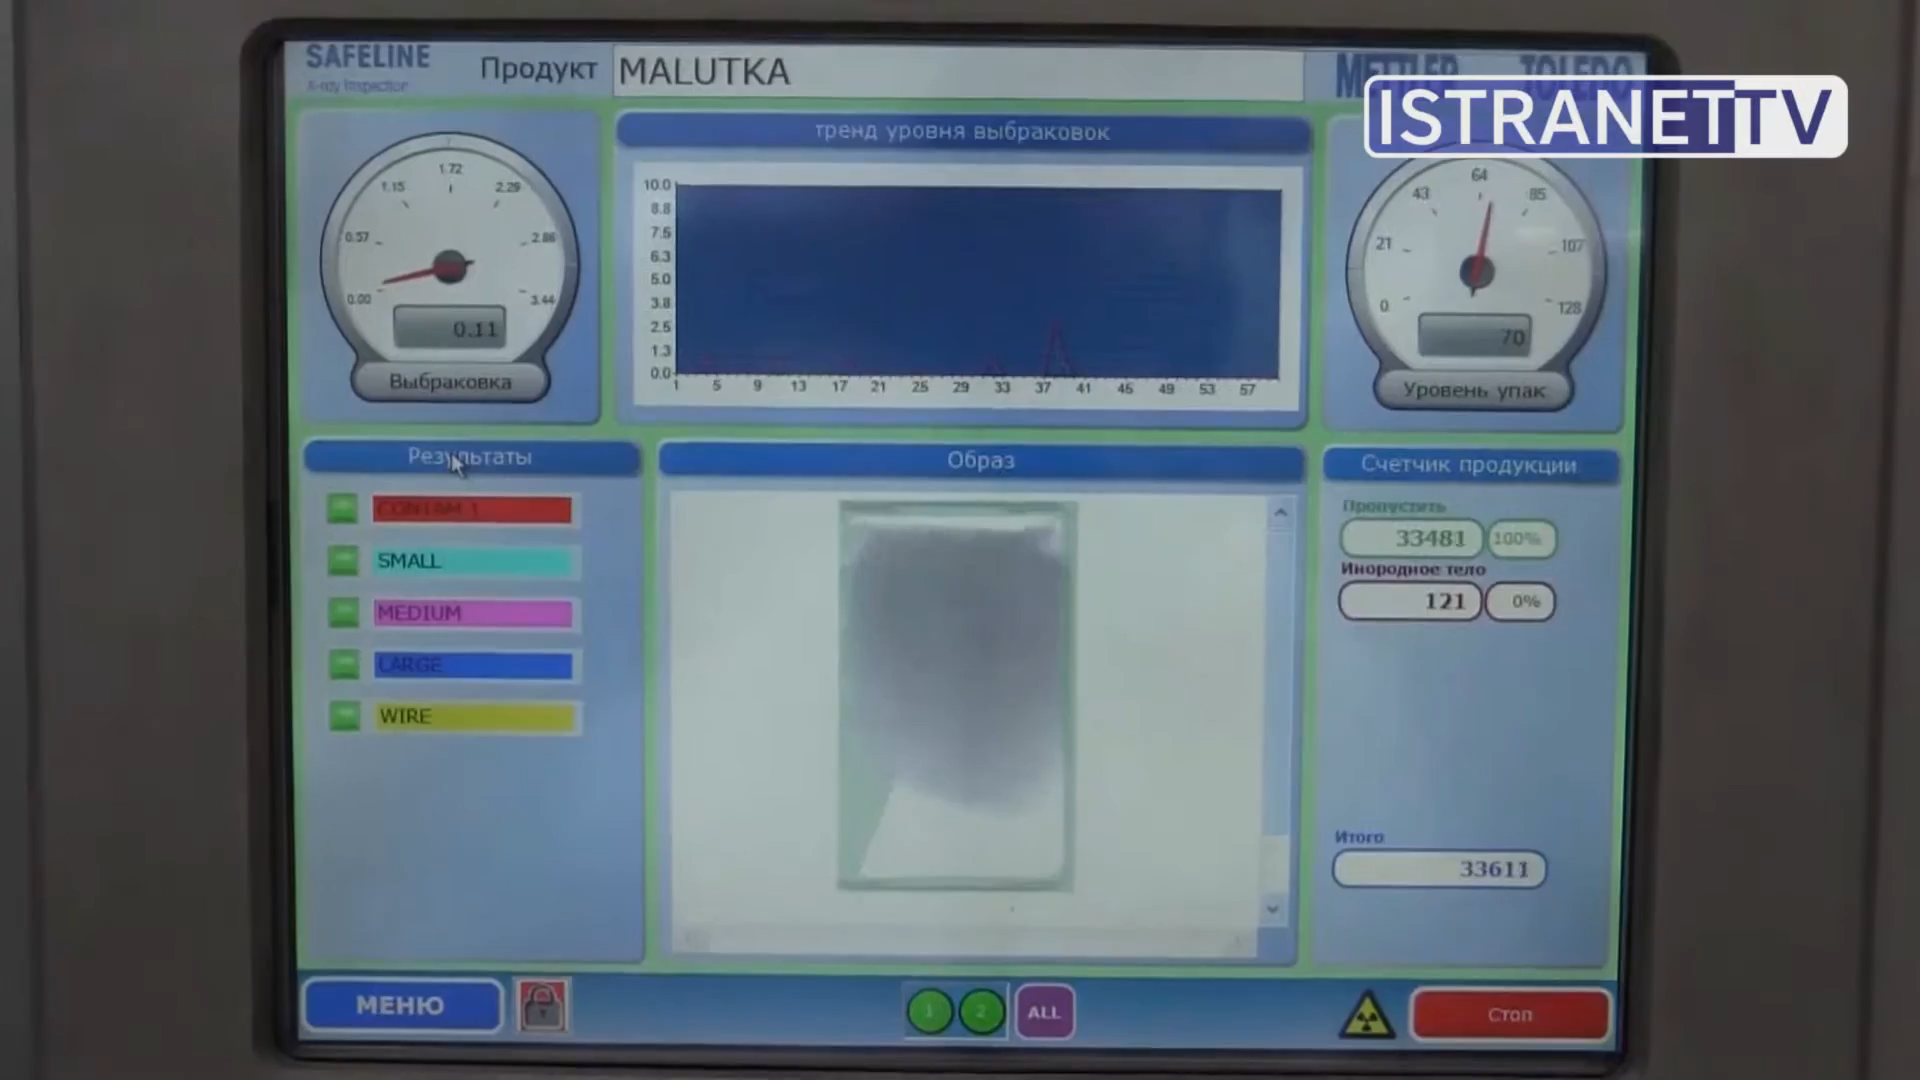 SAFELINE
X-ray Inspection
Продукт MALUTKA
METTLER TOLEDO
ISTRANETTV
1.72
1.15 2.29
0.57 2.86
0.00 3.44
0.11
Выбраковка
тренд уровня выбраковок
10.0
8.8
7.5
6.3
5.0
3.8
2.5
1.3
0.0
1 5 9 13 17 21 25 29 33 37 41 45 49 53 57
64
43 85
21 107
0 128
70
Уровень упак
Результаты
CONTAM 1
SMALL
MEDIUM
LARGE
WIRE
Образ
Счетчик продукции
Пропустить
33481 100%
Инородное тело
121 0%
Итого
33611
МЕНЮ
1 2 ALL
Стоп